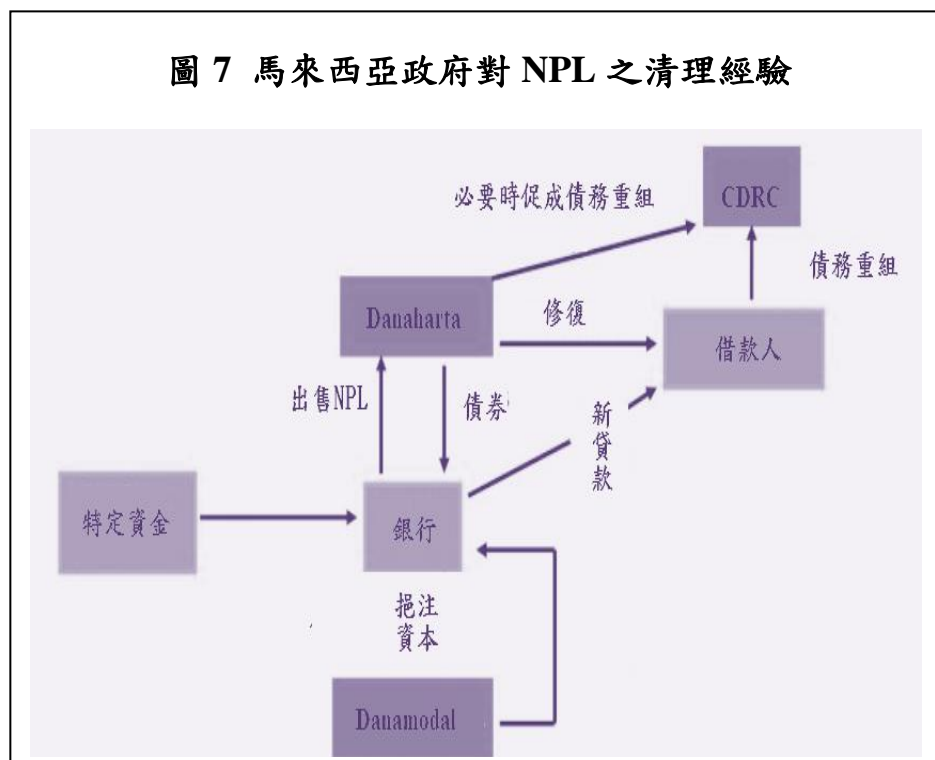 圖 7 馬來西亞政府對 NPL 之清理經驗
CDRC
必要時促成債務重組
債務重組
Danaharta
修復
借款人
出售NPL
債券
新
貸
款
特定資金
銀行
挹注
資本
Danamodal